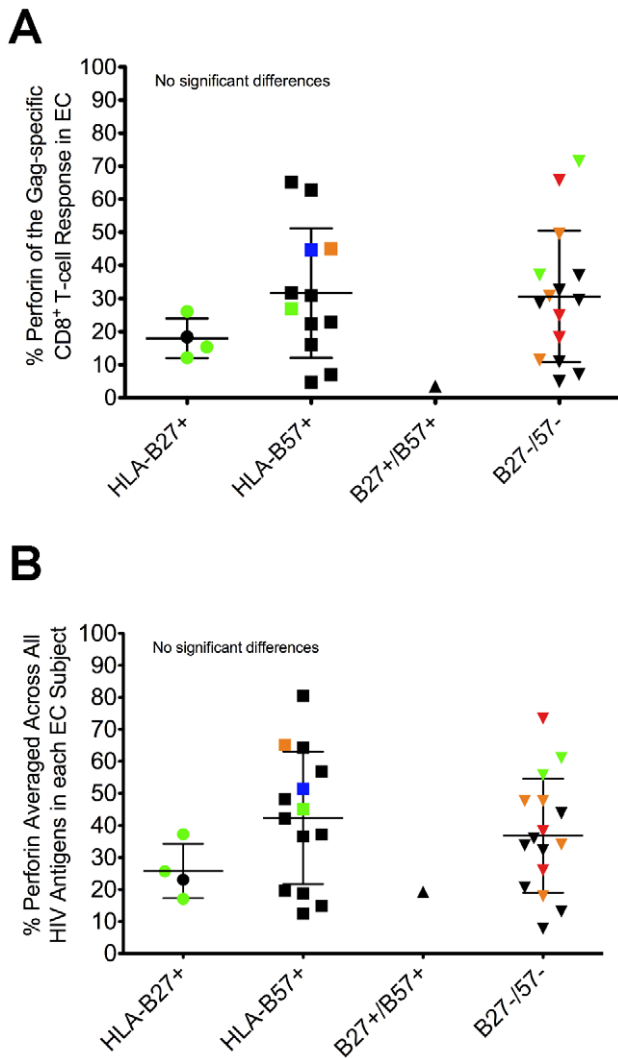 A
% Perforin of the Gag-specific
CD8+ T-cell Response in EC
100
90
80
70
60
50
40
30
20
10
0
No significant differences
HLA-B27+
HLA-B57+
B27+/B57+
B27-/57-
B
% Perforin Averaged Across All
HIV Antigens in each EC Subject
100
90
80
70
60
50
40
30
20
10
0
No significant differences
HLA-B27+
HLA-B57+
B27+/B57+
B27-/57-